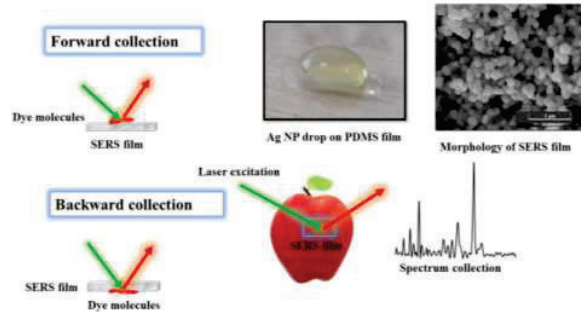 Forward collection
Dye molecules
SERS film
Ag NP drop on PDMS film
Morphology of SERS film
Laser excitation
Backward collection
SERS film
SERS film
Dye molecules
Spectrum collection